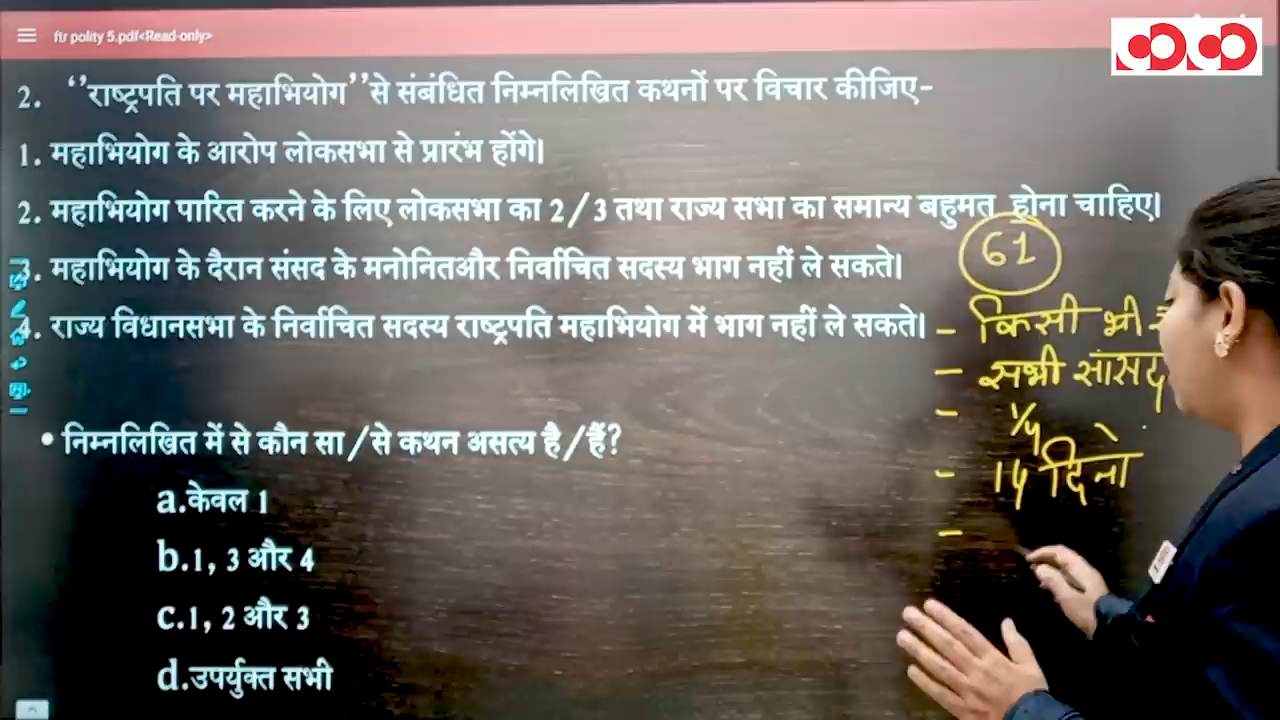 ftr polity 5.pdf<Read-only>
2. ‘’राष्ट्रपति पर महाभियोग’’से संबंधित निम्नलिखित कथनों पर विचार कीजिए-
1. महाभियोग के आरोप लोकसभा से प्रारंभ होंगे।
2. महाभियोग पारित करने के लिए लोकसभा का 2/3 तथा राज्य सभा का समान्य बहुमत होना चाहिए।
3. महाभियोग के दैरान संसद के मनोनितऔर निर्वाचित सदस्य भाग नहीं ले सकते।
4. राज्य विधानसभा के निर्वाचित सदस्य राष्ट्रपति महाभियोग में भाग नहीं ले सकते।
61
- किसी भी
- सभी सांसद
- 1/4
- 14 दिनों
-
• निम्नलिखित में से कौन सा/से कथन असत्य है/हैं?
a.केवल 1
b.1, 3 और 4
c.1, 2 और 3
d.उपर्युक्त सभी